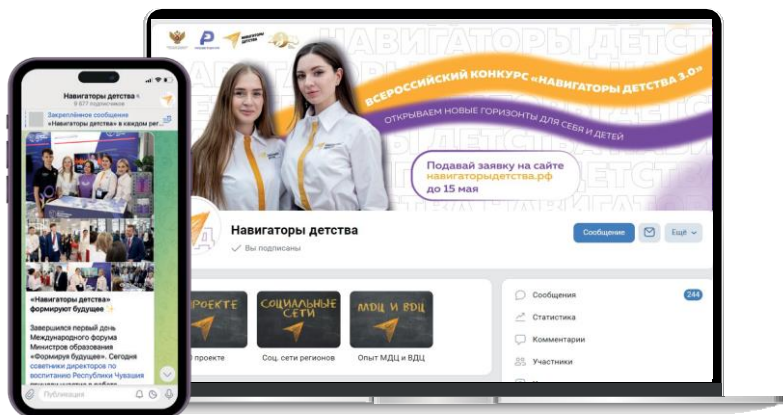 Навигаторы детства
9 677 подписчиков
Закреплённое сообщение
«Навигаторы детства» в каждом рег...
«Навигаторы детства»
формируют будущее
Завершился первый день
Международного форума
Министров образования
«Формируя будущее». Сегодня
советники директоров по
воспитанию Республики Чувашия
Публикация
НАВИГАТОРЫ
ДЕТСТВА
НАВИГАТОРЫ ДЕТСТ
ВСЕРОССИЙСКИЙ КОНКУРС «НАВИГАТОРЫ ДЕТСТВА 3.0»
ОТКРЫВАЕМ НОВЫЕ ГОРИЗОНТЫ ДЛЯ СЕБЯ И ДЕТЕЙ
Подавай заявку на сайте
навигаторыдетства.рф
до 15 мая
Навигаторы детства
Вы подписаны
Сообщение
Ещё
РОЕКТЕ
СОЦИАЛЬНЫЕ
СЕТИ
МДЦ И ВДЦ
проекте
Соц. сети регионов
Опыт МДЦ и ВДЦ
Сообщения
244
Статистика
Комментарии
Участники